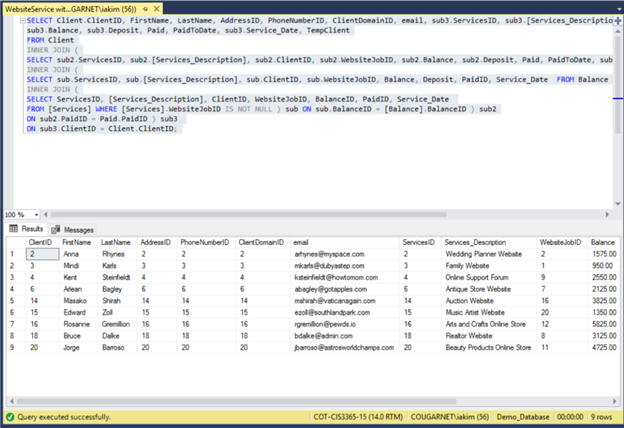 WebsiteService wit...GARNET\iakim (56))
SELECT Client.ClientID, FirstName, LastName, AddressID, PhoneNumberID, ClientDomainID, email, sub3.ServicesID, sub3.[Services_Description
sub3.Balance, sub3.Deposit, Paid, PaidToDate, sub3.Service_Date, TempClient
FROM Client
INNER JOIN (
SELECT sub2.ServicesID, sub2.[Services_Description], sub2.ClientID, sub2.WebsiteJobID, sub2.Balance, sub2.Deposit, Paid, PaidToDate, sub
INNER JOIN (
SELECT sub.ServicesID, sub.[Services_Description], sub.ClientID, sub.WebsiteJobID, Balance, Deposit, PaidID, Service_Date FROM Balance
INNER JOIN (
SELECT ServicesID, [Services_Description], ClientID, WebsiteJobID, BalanceID, PaidID, Service_Date
FROM [Services] WHERE [Services].WebsiteJobID IS NOT NULL ) sub ON sub.BalanceID = [Balance].BalanceID ) sub2
ON sub2.PaidID = Paid.PaidID ) sub3
ON sub3.ClientID = Client.ClientID;
100 %
Results Messages
ClientID FirstName LastName AddressID PhoneNumberID ClientDomainID email ServicesID Services_Description WebsiteJobID Balance
1 2 Anna Rhynes 2 2 2 arhynes@myspace.com 2 Wedding Planner Website 2 1575.00
2 3 Mindi Karls 3 3 3 mkarls@dubyastep.com 3 Family Website 1 950.00
3 4 Kent Steinfeldt 4 4 4 ksteinfeldt@howtomom.com 4 Online Support Forum 9 2550.00
4 6 Arlean Bagley 6 6 6 abagley@gotapples.com 6 Antique Store Website 7 2125.00
5 14 Masako Shirah 14 14 14 mshirah@vaticanagain.com 14 Auction Website 16 3825.00
6 15 Edward Zoll 15 15 15 ezoll@southlandpark.com 15 Music Artist Website 20 1350.00
7 16 Rosanne Gremillion 16 16 16 rgremillion@pewds.io 16 Arts and Crafts Online Store 12 5825.00
8 18 Bruce Dalke 18 18 18 bdalke@admin.com 18 Realtor Website 8 3125.00
9 20 Jorge Barroso 20 20 20 jbarroso@astrosworldchamps.com 20 Beauty Products Online Store 11 4725.00
Query executed successfully. COT-CIS3365-15 (14.0 RTM) COUGARNET\iakim (56) Demo_Database 00:00:00 9 rows